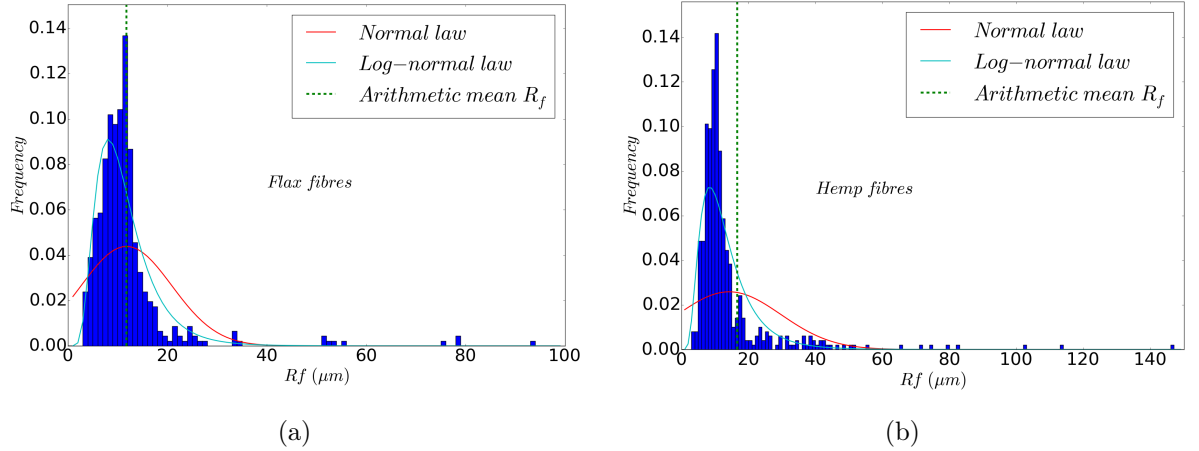 Normal law
Log−normal law
Arithmetic mean R_f
Flax fibres
Frequency
0.14
0.12
0.10
0.08
0.06
0.04
0.02
0.00
0 20 40 60 80 100
Rf (μm)
(a)
Normal law
Log−normal law
Arithmetic mean R_f
Hemp fibres
Frequency
0.14
0.12
0.10
0.08
0.06
0.04
0.02
0.00
0 20 40 60 80 100 120 140
Rf (μm)
(b)